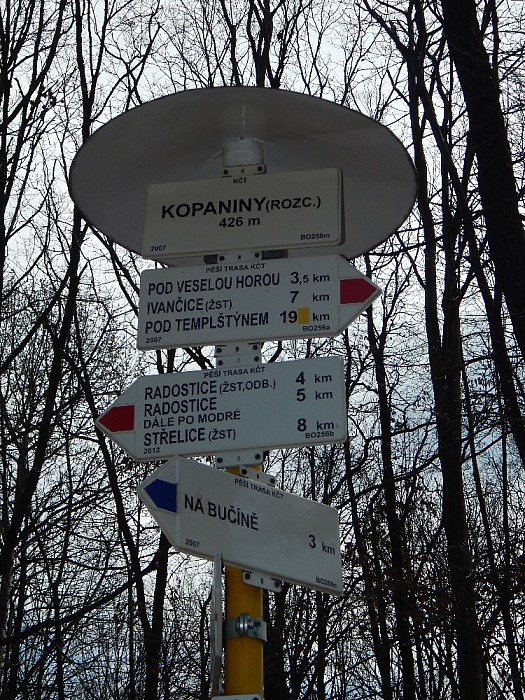 KČT
KOPANINY (ROZC.)
426 m
2007 BO256m
PĚŠÍ TRASA KČT
POD VESELOU HOROU 3,5 km
IVANČICE (ŽST) 7 km
POD TEMPLŠTÝNEM 19 km
2007 BO256a
PĚŠÍ TRASA KČT
RADOSTICE (ŽST,ODB.) 4 km
RADOSTICE 5 km
DÁLE PO MODRÉ
STŘELICE (ŽST) 8 km
2012 BO256b
PĚŠÍ TRASA KČT
NA BUČÍNĚ 3 km
2007 BO256c